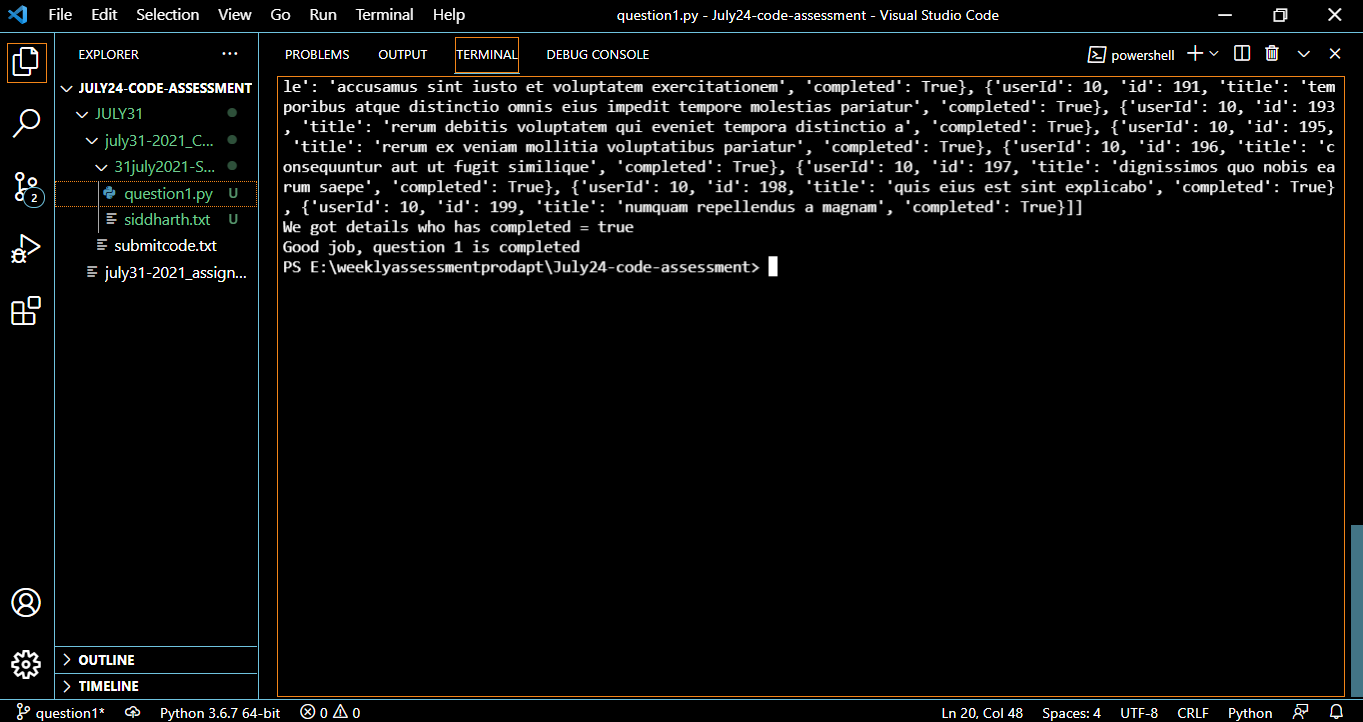 File Edit Selection View Go Run Terminal Help
question1.py - July24-code-assessment - Visual Studio Code
EXPLORER
JULY24-CODE-ASSESSMENT
JULY31
july31-2021_C...
31july2021-S...
question1.py U
siddharth.txt U
submitcode.txt
july31-2021_assign...
OUTLINE
TIMELINE
2
PROBLEMS OUTPUT TERMINAL DEBUG CONSOLE
powershell
le': 'accusamus sint iusto et voluptatem exercitationem', 'completed': True}, {'userId': 10, 'id': 191, 'title': 'tem
poribus atque distinctio omnis eius impedit tempore molestias pariatur', 'completed': True}, {'userId': 10, 'id': 193
, 'title': 'rerum debitis voluptatem qui eveniet tempora distinctio a', 'completed': True}, {'userId': 10, 'id': 195,
'title': 'rerum ex veniam mollitia voluptatibus pariatur', 'completed': True}, {'userId': 10, 'id': 196, 'title': 'c
onsequuntur aut ut fugit similique', 'completed': True}, {'userId': 10, 'id': 197, 'title': 'dignissimos quo nobis ea
rum saepe', 'completed': True}, {'userId': 10, 'id': 198, 'title': 'quis eius est sint explicabo', 'completed': True}
, {'userId': 10, 'id': 199, 'title': 'numquam repellendus a magnam', 'completed': True}]]
We got details who has completed = true
Good job, question 1 is completed
PS E:\weeklyassessmentprodapt\July24-code-assessment>
question1* Python 3.6.7 64-bit 0 0
Ln 20, Col 48 Spaces: 4 UTF-8 CRLF Python